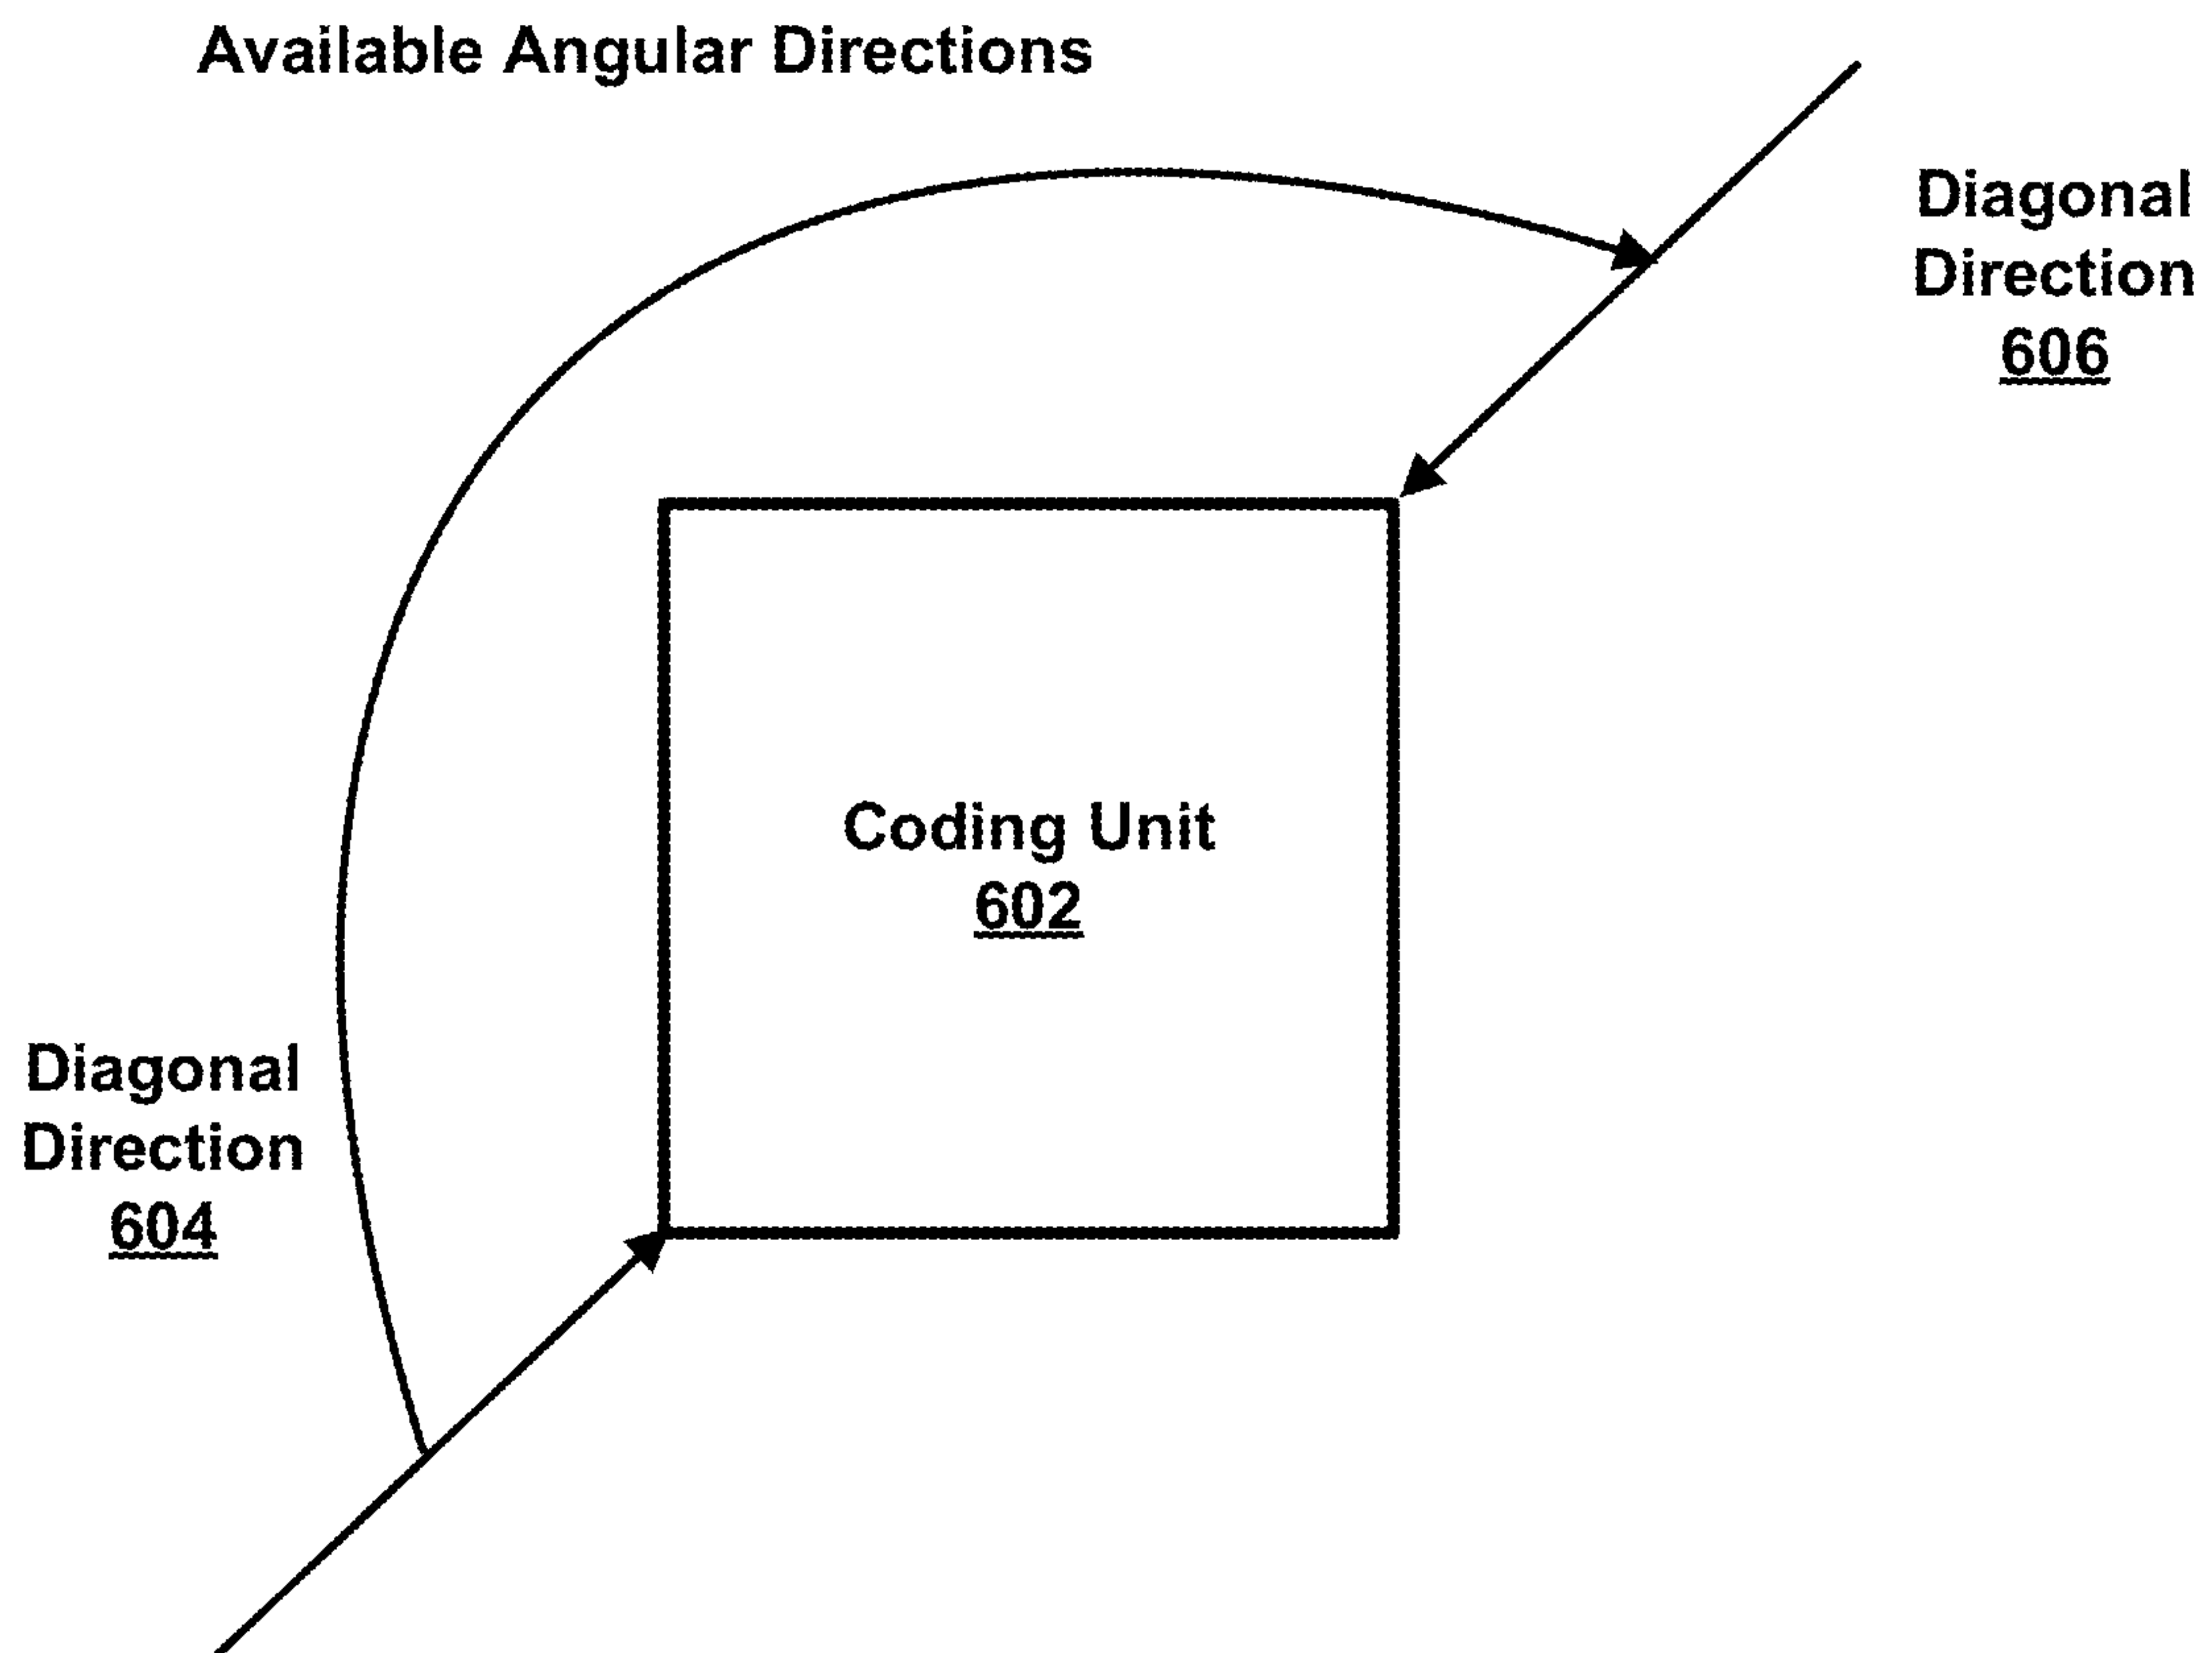 Available Angular Directions
Diagonal
Direction
606
Coding Unit
602
Diagonal
Direction
604